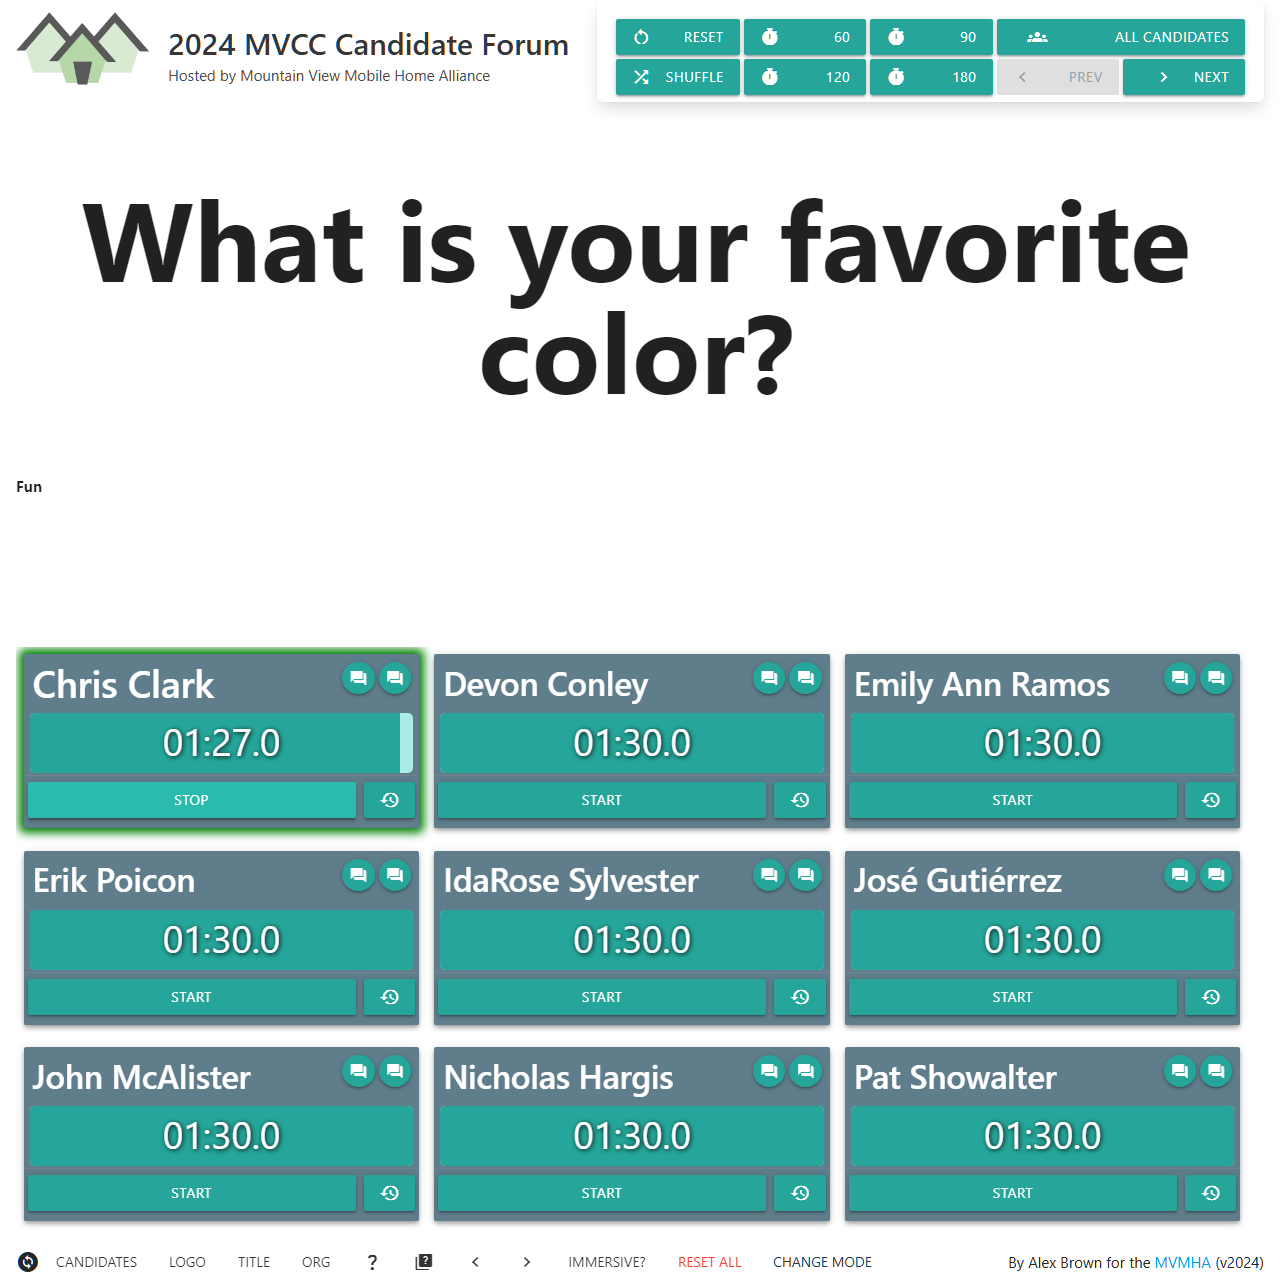 2024 MVCC Candidate Forum
Hosted by Mountain View Mobile Home Alliance
RESET 60 90 ALL CANDIDATES
SHUFFLE 120 180 PREV NEXT
What is your favorite
color?
Fun
Chris Clark Devon Conley Emily Ann Ramos
01:27.0 01:30.0 01:30.0
STOP START START
Erik Poicon IdaRose Sylvester José Gutiérrez
01:30.0 01:30.0 01:30.0
START START START
John McAlister Nicholas Hargis Pat Showalter
01:30.0 01:30.0 01:30.0
START START START
CANDIDATES LOGO TITLE ORG ? IMMERSIVE? RESET ALL CHANGE MODE By Alex Brown for the MVMHA (v2024)